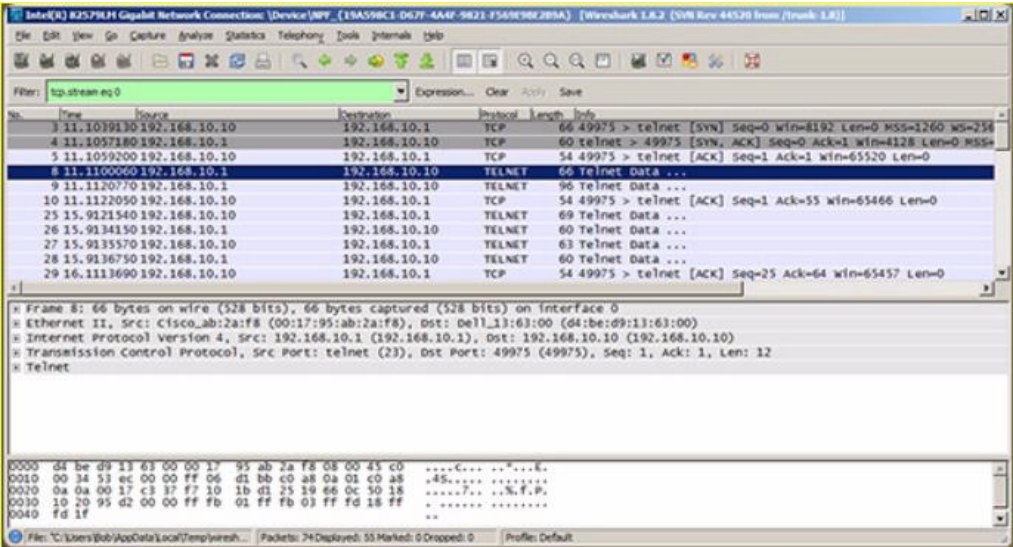 Intel(R) 82579LM Gigabit Network Connection: \Device\NPF_{19A598C1-D67F-4A4F-9821-F569E98E2B9A} [Wireshark 1.8.2 (SVN Rev 44520 from /trunk-1.8)]
File Edit View Go Capture Analyze Statistics Telephony Tools Internals Help
Filter: tcp.stream eq 0 Expression... Clear Apply Save
No. Time Source Destination Protocol Length Info
3 11.1039130 192.168.10.10 192.168.10.1 TCP 66 49975 > telnet [SYN] Seq=0 Win=8192 Len=0 MSS=1260 WS=256
4 11.1057180 192.168.10.1 192.168.10.10 TCP 60 telnet > 49975 [SYN, ACK] Seq=0 Ack=1 Win=4128 Len=0 MSS=
5 11.1059200 192.168.10.10 192.168.10.1 TCP 54 49975 > telnet [ACK] Seq=1 Ack=1 Win=65520 Len=0
8 11.1100060 192.168.10.1 192.168.10.10 TELNET 66 Telnet Data ...
9 11.1120770 192.168.10.1 192.168.10.10 TELNET 96 Telnet Data ...
10 11.1122050 192.168.10.10 192.168.10.1 TCP 54 49975 > telnet [ACK] Seq=1 Ack=55 Win=65466 Len=0
25 15.9121540 192.168.10.10 192.168.10.1 TELNET 69 Telnet Data ...
26 15.9134150 192.168.10.1 192.168.10.10 TELNET 60 Telnet Data ...
27 15.9135570 192.168.10.10 192.168.10.1 TELNET 63 Telnet Data ...
28 15.9136750 192.168.10.1 192.168.10.10 TELNET 60 Telnet Data ...
29 16.1113690 192.168.10.10 192.168.10.1 TCP 54 49975 > telnet [ACK] Seq=25 Ack=64 Win=65457 Len=0
Frame 8: 66 bytes on wire (528 bits), 66 bytes captured (528 bits) on interface 0
Ethernet II, Src: Cisco_ab:2a:f8 (00:17:95:ab:2a:f8), Dst: Dell_13:63:00 (d4:be:d9:13:63:00)
Internet Protocol Version 4, Src: 192.168.10.1 (192.168.10.1), Dst: 192.168.10.10 (192.168.10.10)
Transmission Control Protocol, Src Port: telnet (23), Dst Port: 49975 (49975), Seq: 1, Ack: 1, Len: 12
Telnet
0000 d4 be d9 13 63 00 00 17 95 ab 2a f8 08 00 45 c0 ....c... ..*...E.
0010 00 34 53 ec 00 00 ff 06 d1 bb c0 a8 0a 01 c0 a8 .4S..... ........
0020 0a 0a 00 17 c3 37 f7 10 1b d1 25 19 66 0c 50 18 .....7.. ..%.f.P.
0030 10 20 95 d2 00 00 ff fb 01 ff fb 03 ff fd 18 ff . ...... ........
0040 fd 1f ..
File: "C:\Users\Bob\AppData\Local\Temp\wiresh... Packets: 74 Displayed: 55 Marked: 0 Dropped: 0 Profile: Default